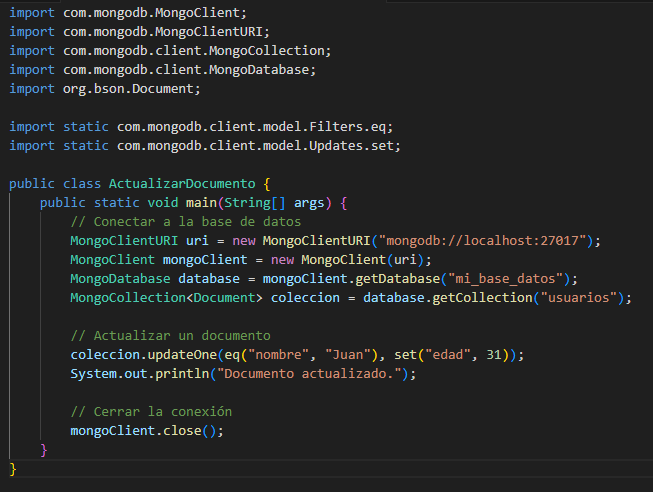 import com.mongodb.MongoClient;
import com.mongodb.MongoClientURI;
import com.mongodb.client.MongoCollection;
import com.mongodb.client.MongoDatabase;
import org.bson.Document;

import static com.mongodb.client.model.Filters.eq;
import static com.mongodb.client.model.Updates.set;

public class ActualizarDocumento {
    public static void main(String[] args) {
        // Conectar a la base de datos
        MongoClientURI uri = new MongoClientURI("mongodb://localhost:27017");
        MongoClient mongoClient = new MongoClient(uri);
        MongoDatabase database = mongoClient.getDatabase("mi_base_datos");
        MongoCollection<Document> coleccion = database.getCollection("usuarios");

        // Actualizar un documento
        coleccion.updateOne(eq("nombre", "Juan"), set("edad", 31));
        System.out.println("Documento actualizado.");

        // Cerrar la conexión
        mongoClient.close();
    }
}